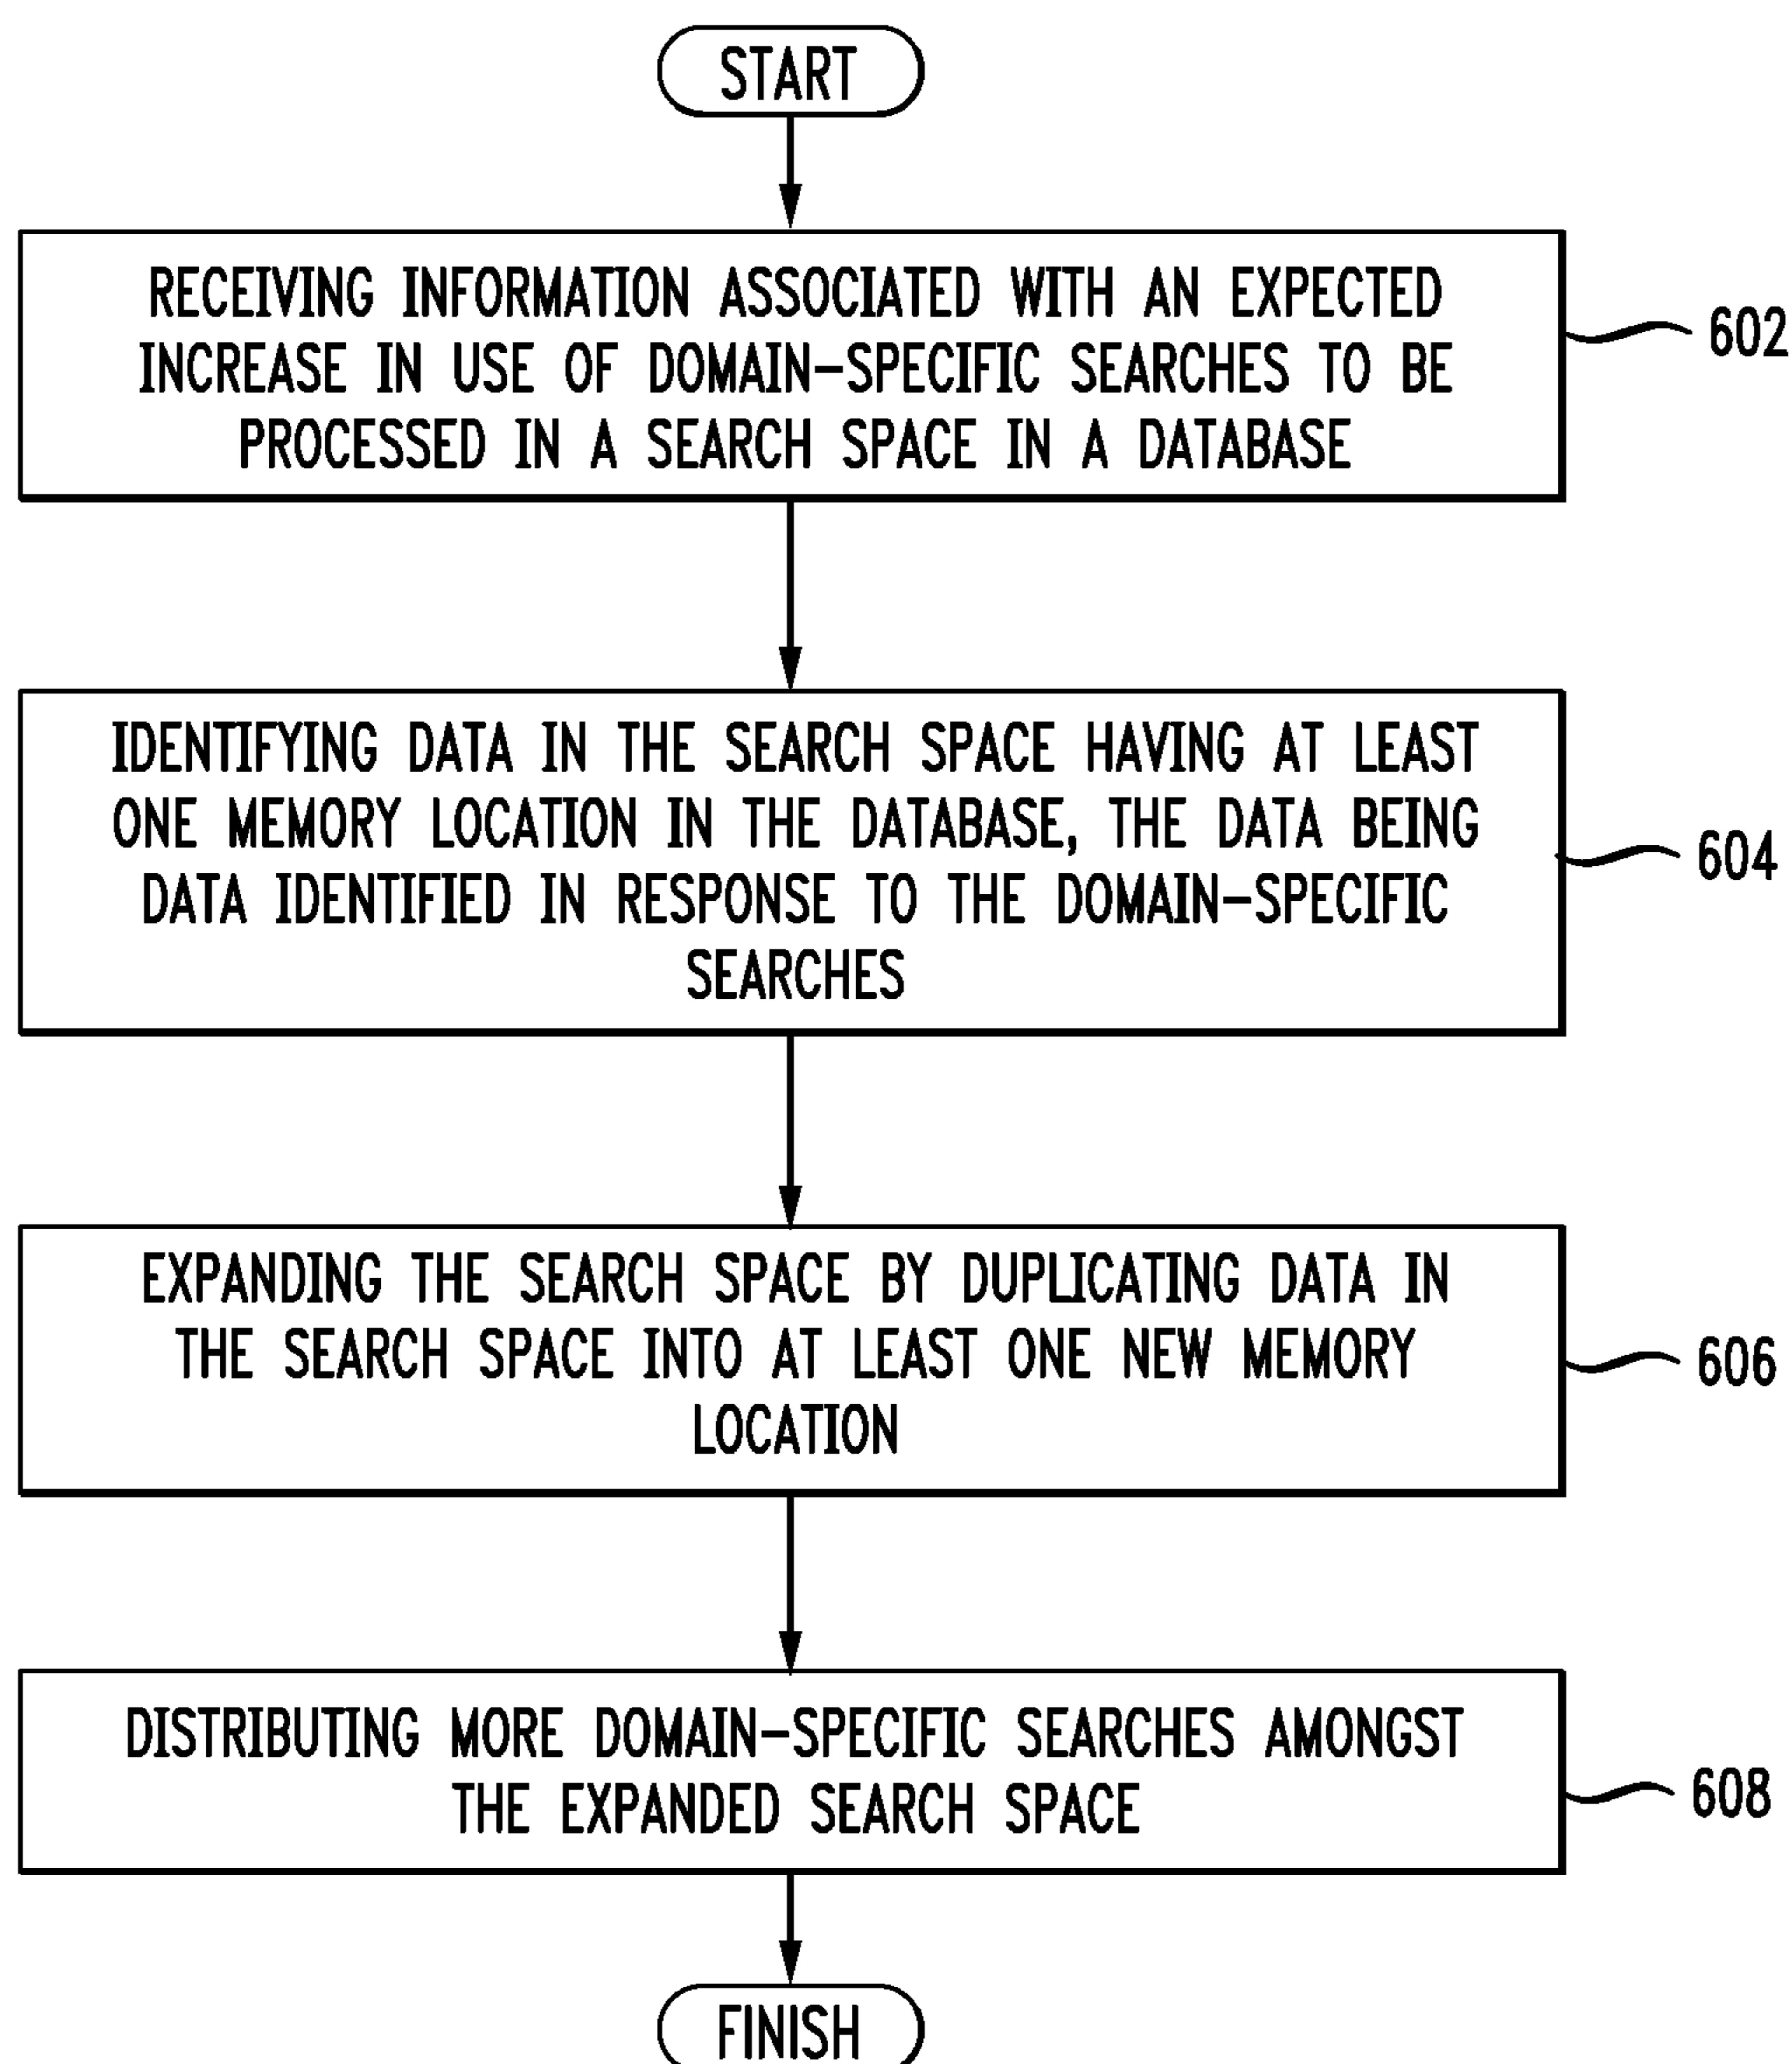 START
RECEIVING INFORMATION ASSOCIATED WITH AN EXPECTED
INCREASE IN USE OF DOMAIN-SPECIFIC SEARCHES TO BE
PROCESSED IN A SEARCH SPACE IN A DATABASE
602
IDENTIFYING DATA IN THE SEARCH SPACE HAVING AT LEAST
ONE MEMORY LOCATION IN THE DATABASE, THE DATA BEING
DATA IDENTIFIED IN RESPONSE TO THE DOMAIN-SPECIFIC
SEARCHES
604
EXPANDING THE SEARCH SPACE BY DUPLICATING DATA IN
THE SEARCH SPACE INTO AT LEAST ONE NEW MEMORY
LOCATION
606
DISTRIBUTING MORE DOMAIN-SPECIFIC SEARCHES AMONGST
THE EXPANDED SEARCH SPACE
608
FINISH